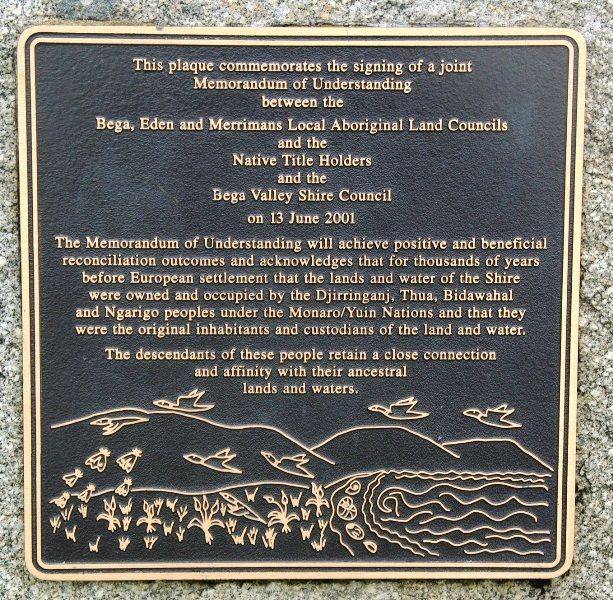 This plaque commemorates the signing of a joint
Memorandum of Understanding
between the
Bega, Eden and Merrimans Local Aboriginal Land Councils
and the
Native Title Holders
and the
Bega Valley Shire Council
on 13 June 2001
The Memorandum of Understanding will achieve positive and beneficial
reconciliation outcomes and acknowledges that for thousands of years
before European settlement that the lands and water of the Shire
were owned and occupied by the Djirringanj, Thua, Bidawahal
and Ngarigo peoples under the Monaro/Yuin Nations and that they
were the original inhabitants and custodians of the land and water.
The descendants of these people retain a close connection
and affinity with their ancestral
lands and waters.